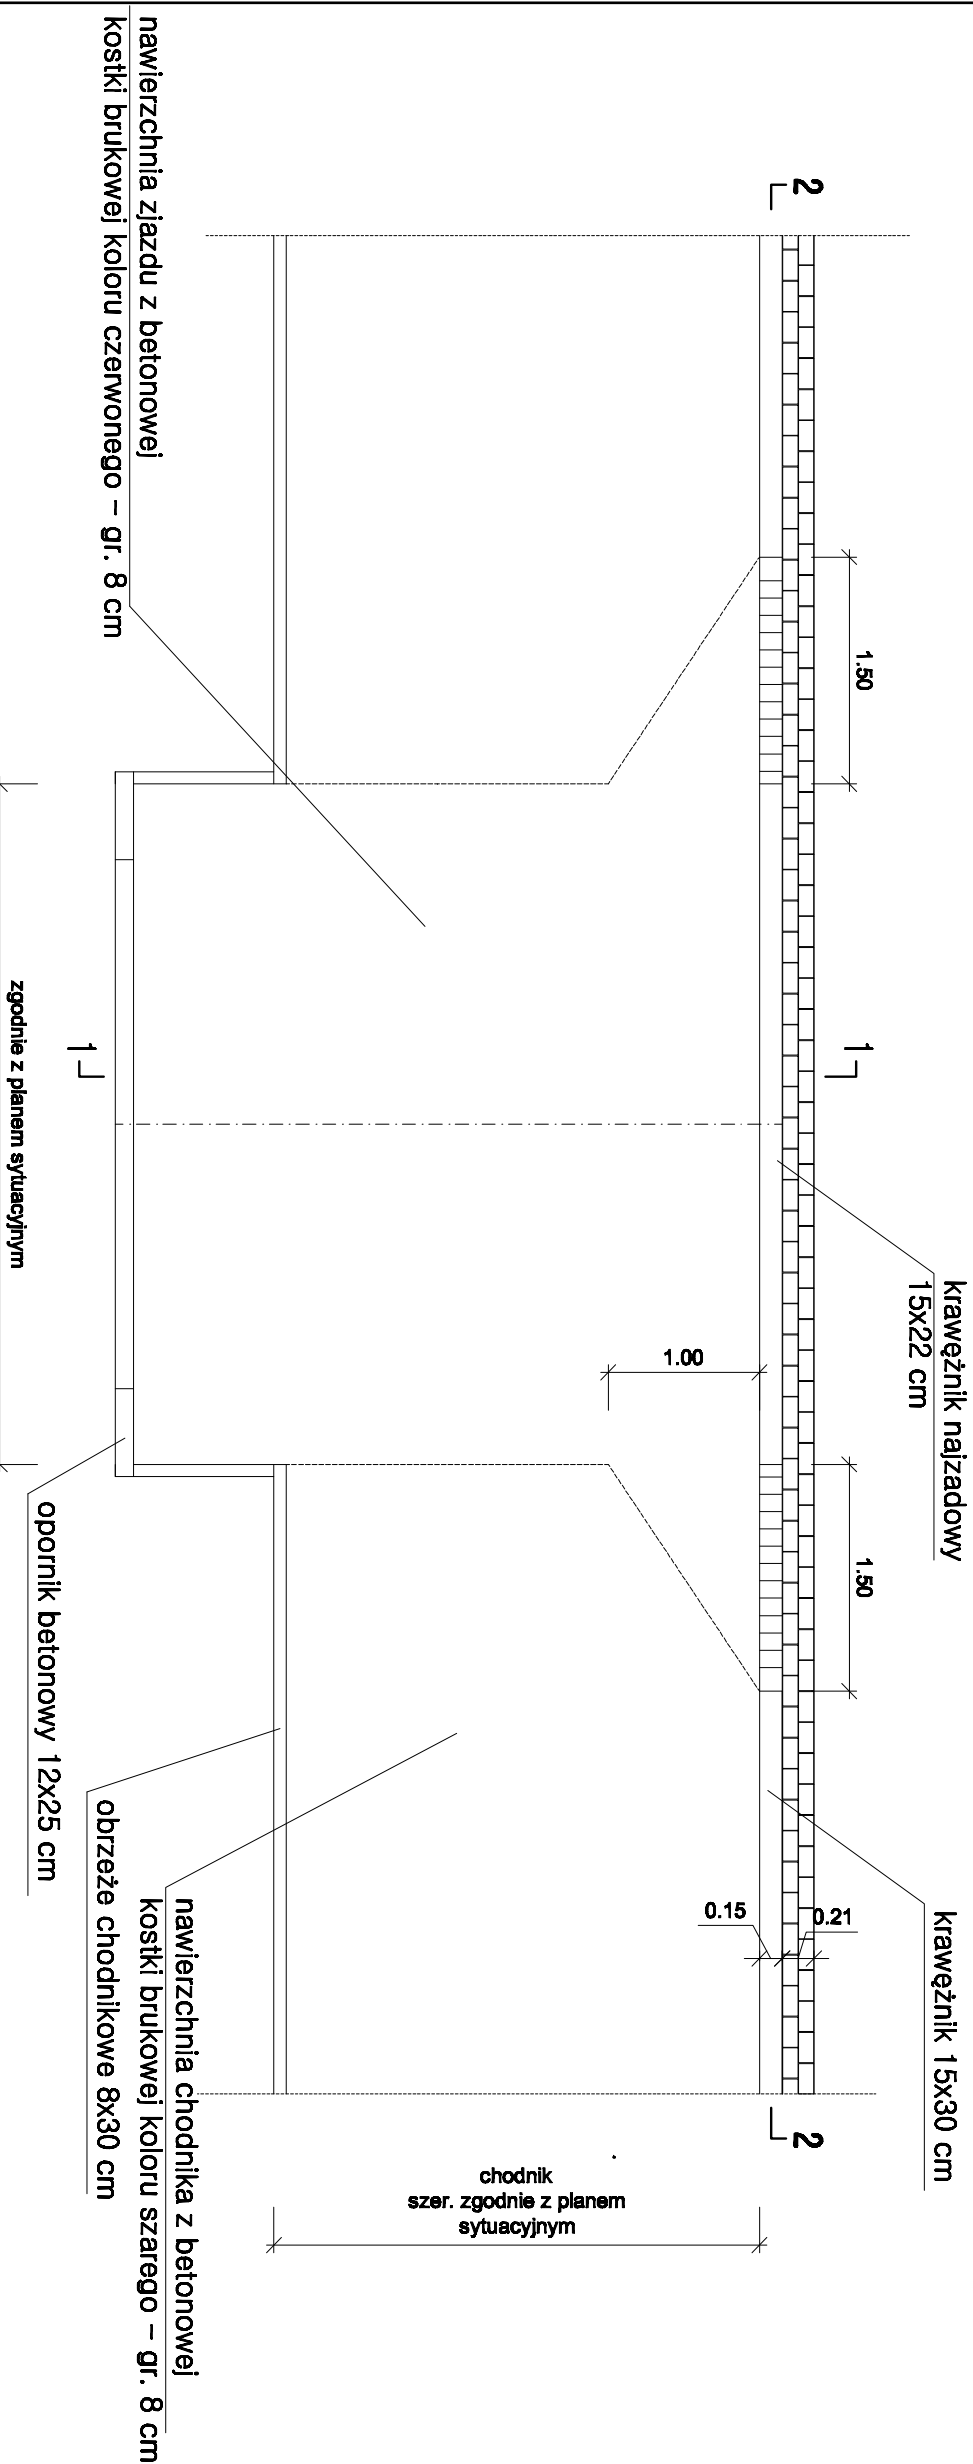 krawężnik najzadowy
15x22 cm
krawężnik 15x30 cm
2
2
1
1
1.50
1.50
1.00
0.15
0.21
chodnik
szer. zgodnie z planem
sytuacyjnym
nawierzchnia zjazdu z betonowej
kostki brukowej koloru czerwonego – gr. 8 cm
nawierzchnia chodnika z betonowej
kostki brukowej koloru szarego – gr. 8 cm
obrzeże chodnikowe 8x30 cm
opornik betonowy 12x25 cm
zgodnie z planem sytuacyjnym